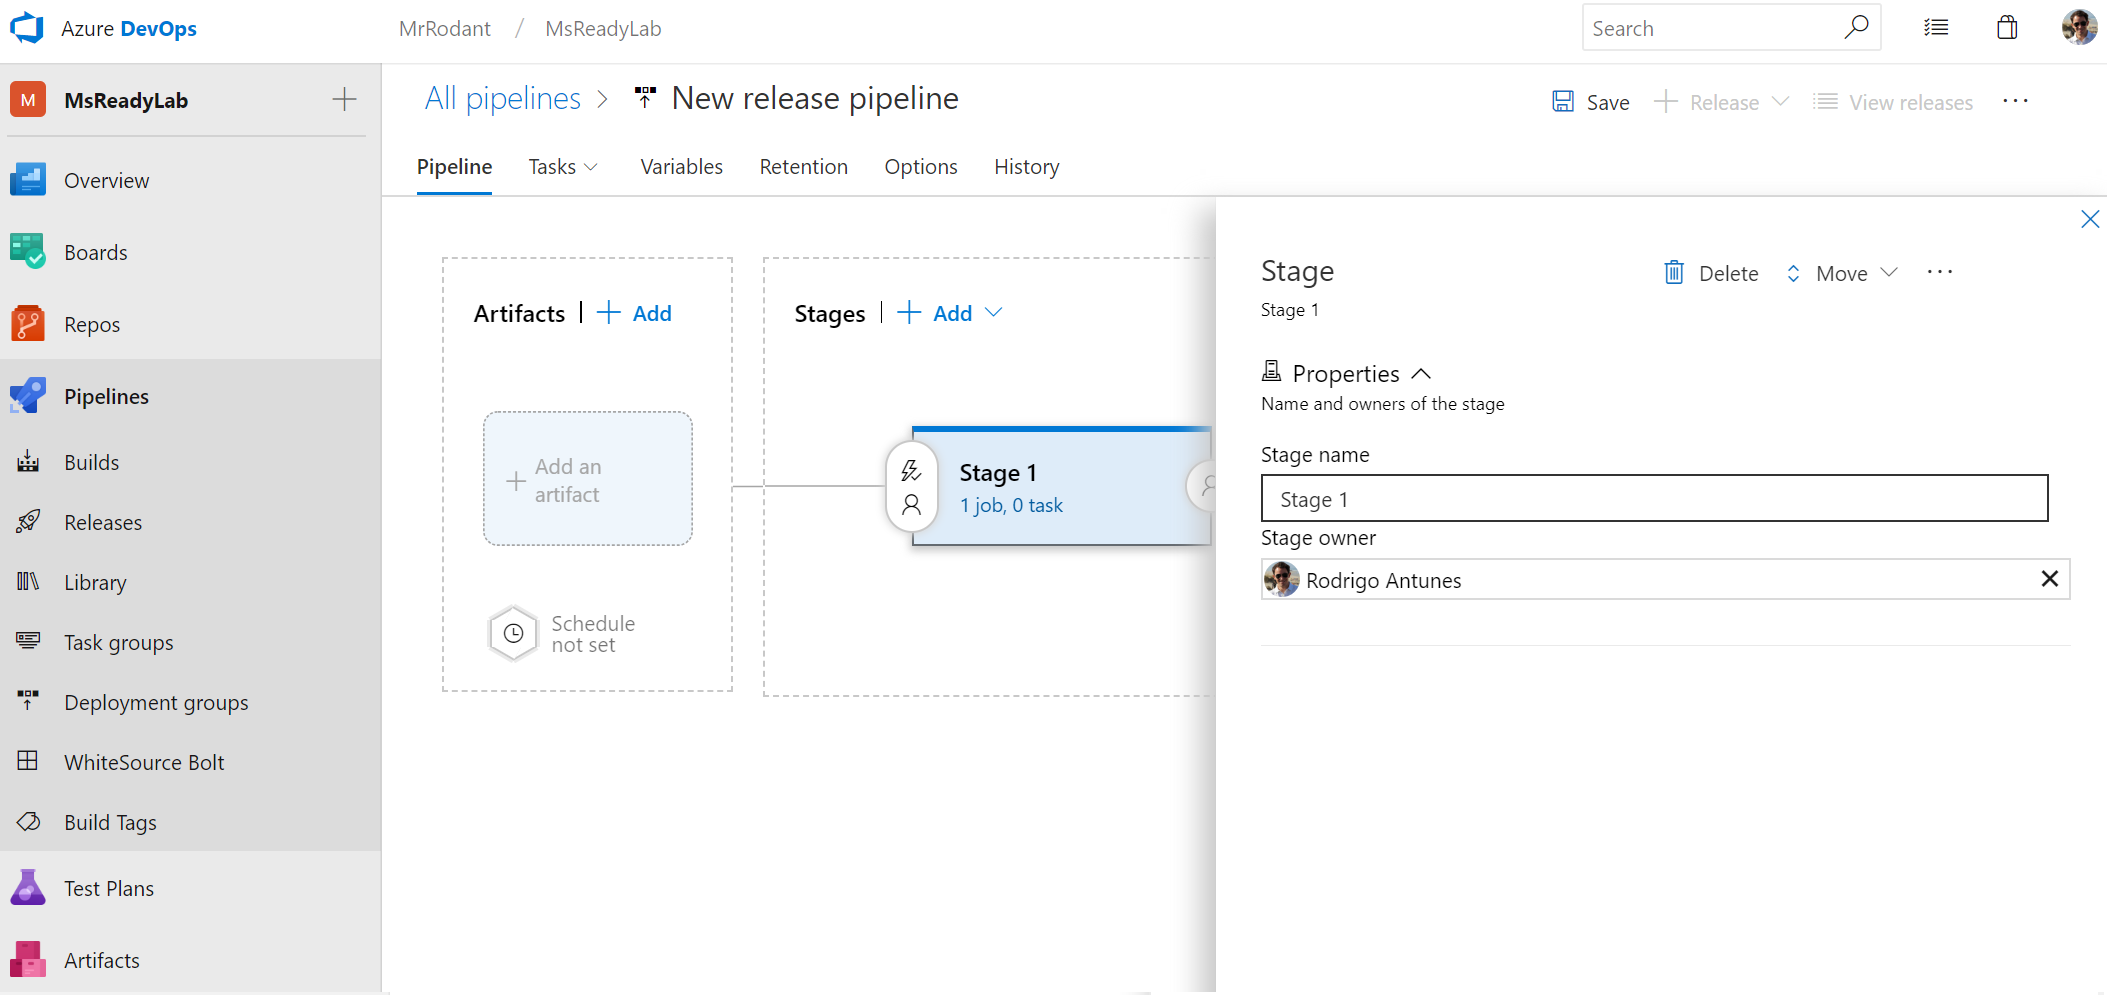 Azure DevOps
MrRodant / MsReadyLab
Search
M MsReadyLab
Overview
Boards
Repos
Pipelines
Builds
Releases
Library
Task groups
Deployment groups
WhiteSource Bolt
Build Tags
Test Plans
Artifacts
All pipelines > New release pipeline
Save
Release
View releases
Pipeline
Tasks
Variables
Retention
Options
History
Artifacts | + Add
Add an
artifact
Schedule
not set
Stages | + Add
Stage 1
1 job, 0 task
Stage
Delete
Move
Stage 1
Properties
Name and owners of the stage
Stage name
Stage 1
Stage owner
Rodrigo Antunes